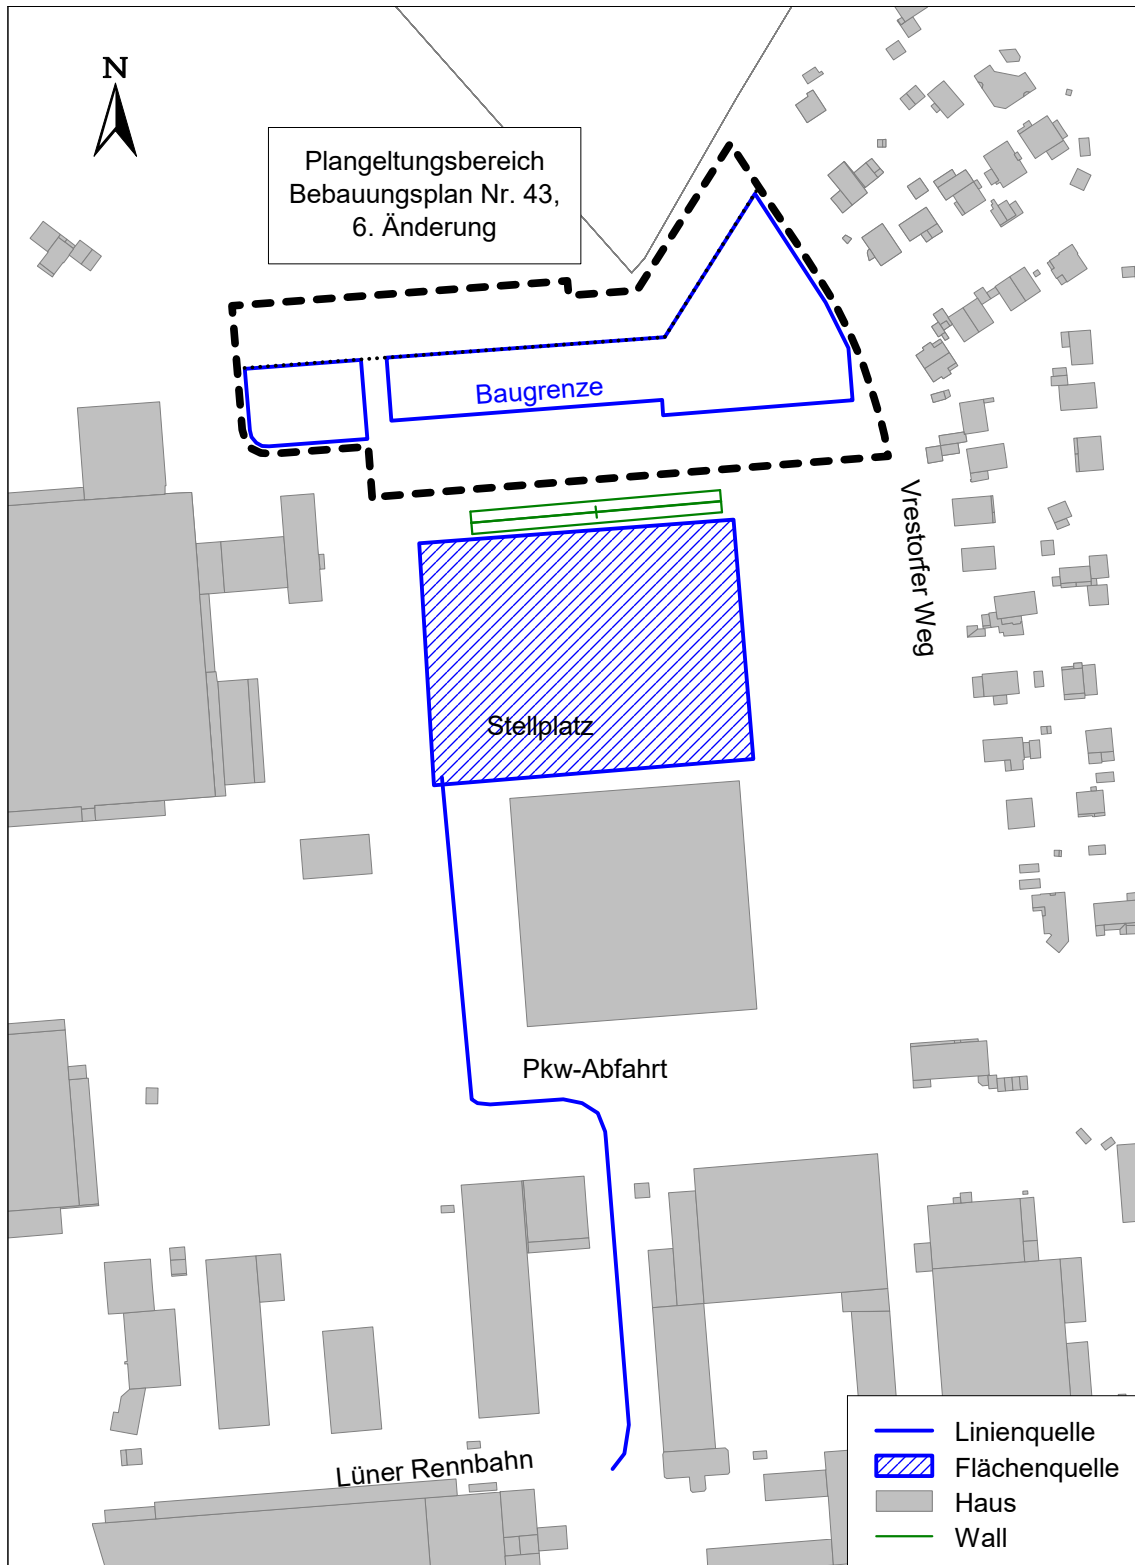 N
Plangeltungsbereich
Bebauungsplan Nr. 43,
6. Änderung
Baugrenze
Vrestorfer Weg
Stellplatz
Pkw-Abfahrt
Lüner Rennbahn
Linienquelle
Flächenquelle
Haus
Wall